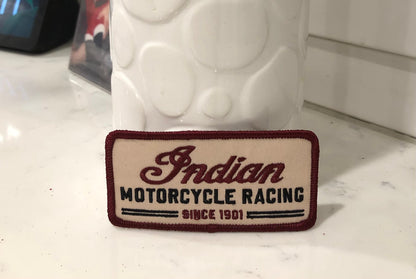 Indian
MOTORCYCLE RACING
SINCE 1901